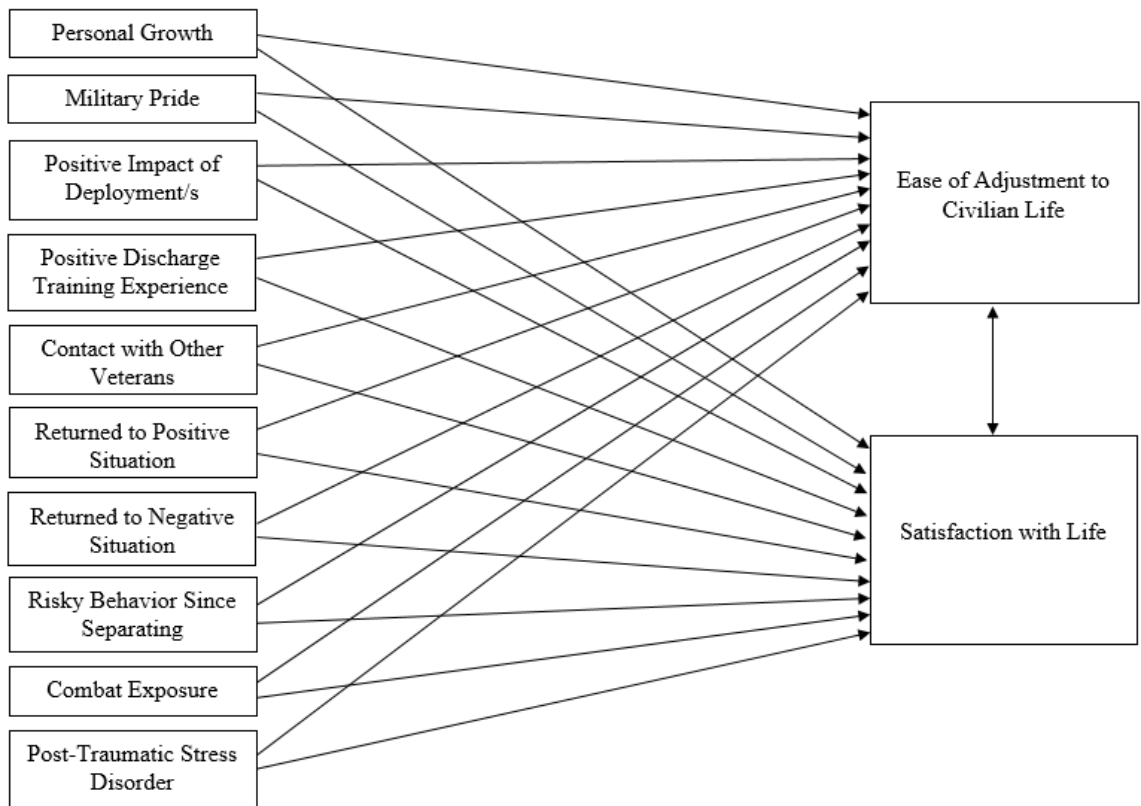 Personal Growth
Military Pride
Positive Impact of
Deployment/s
Positive Discharge
Training Experience
Contact with Other
Veterans
Returned to Positive
Situation
Returned to Negative
Situation
Risky Behavior Since
Separating
Combat Exposure
Post-Traumatic Stress
Disorder
Ease of Adjustment to
Civilian Life
Satisfaction with Life